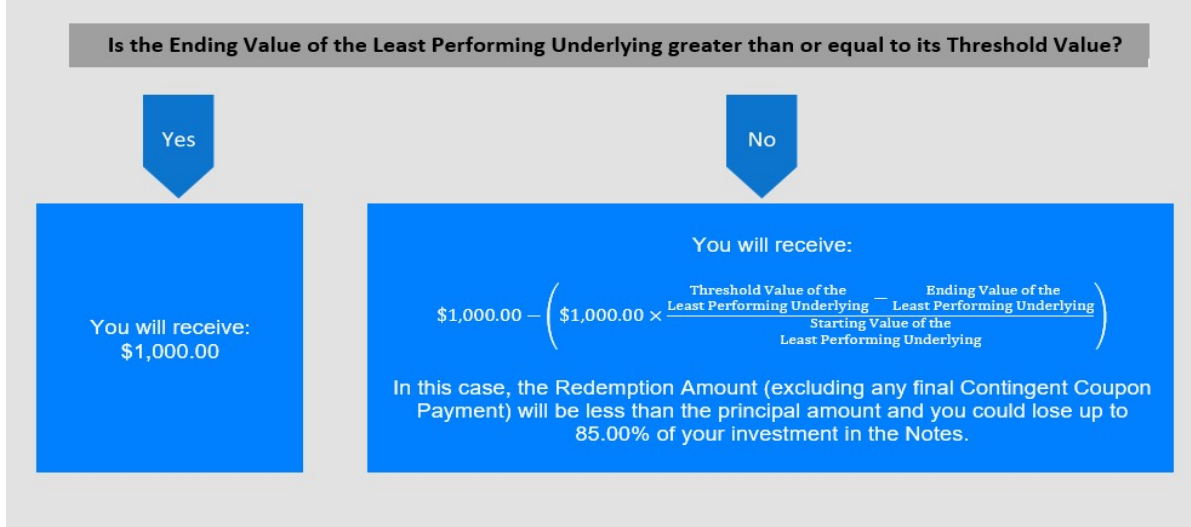 Is the Ending Value of the Least Performing Underlying greater than or equal to its Threshold Value?
Yes
No
You will receive:
$1,000.00
You will receive:
$1,000.00 − ( $1,000.00 ×
Threshold Value of the
Least Performing Underlying
−
Ending Value of the
Least Performing Underlying
Starting Value of the
Least Performing Underlying
)
In this case, the Redemption Amount (excluding any final Contingent Coupon
Payment) will be less than the principal amount and you could lose up to
85.00% of your investment in the Notes.